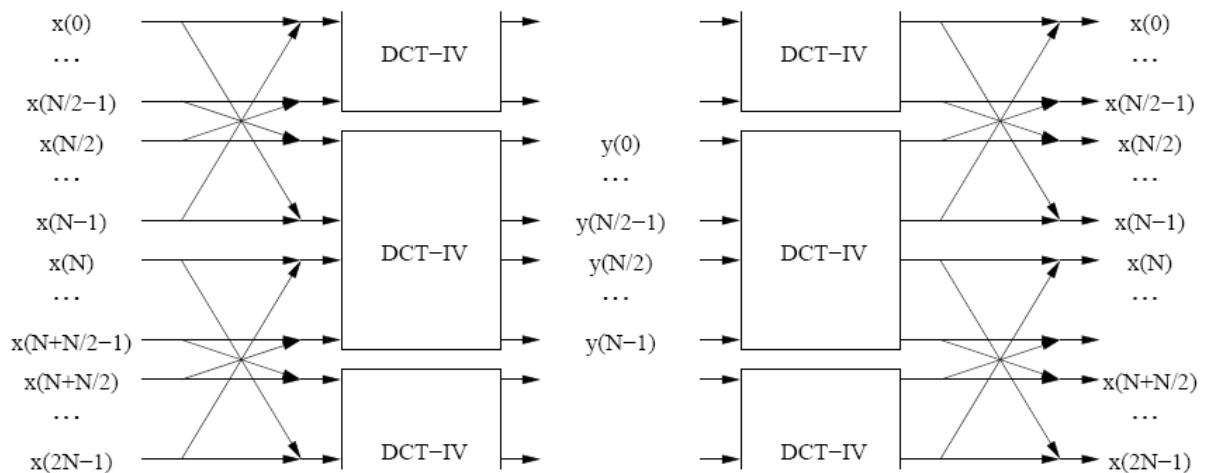 x(0) x(0)
... DCT−IV DCT−IV ...
x(N/2−1) x(N/2−1)
x(N/2) y(0) x(N/2)
... ... ...
x(N−1) DCT−IV y(N/2−1) DCT−IV x(N−1)
x(N) y(N/2) x(N)
... ... ...
x(N+N/2−1) y(N−1)
x(N+N/2) x(N+N/2)
... DCT−IV DCT−IV ...
x(2N−1) x(2N−1)